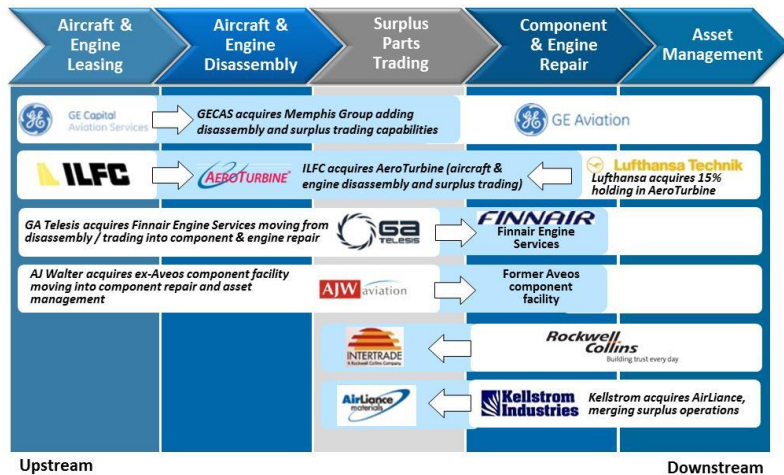 Aircraft &
Engine
Leasing
Aircraft &
Engine
Disassembly
Surplus
Parts
Trading
Component
& Engine
Repair
Asset
Management
GE Capital
Aviation Services
GECAS acquires Memphis Group adding
disassembly and surplus trading capabilities
GE Aviation
ILFC
AEROTURBINE
ILFC acquires AeroTurbine (aircraft &
engine disassembly and surplus trading)
Lufthansa Technik
Lufthansa acquires 15%
holding in AeroTurbine
GA Telesis acquires Finnair Engine Services moving from
disassembly / trading into component & engine repair
GA
TELESIS
FINNAIR
Finnair Engine
Services
AJ Walter acquires ex-Aveos component facility
moving into component repair and asset
management
AJW aviation
Former Aveos
component
facility
INTERTRADE
A Rockwell Collins Company
Rockwell
Collins
Building trust every day
AirLiance
materials
Kellstrom
Industries
Kellstrom acquires AirLiance,
merging surplus operations
Upstream
Downstream